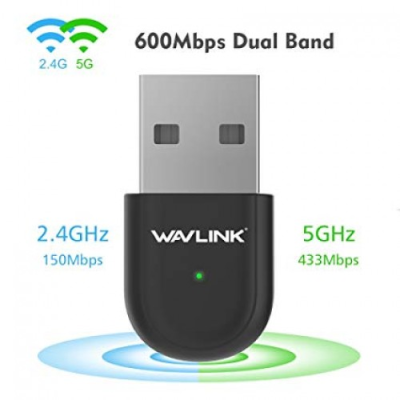 600Mbps Dual Band
2.4G 5G
WAVLINK
2.4GHz
150Mbps
5GHz
433Mbps